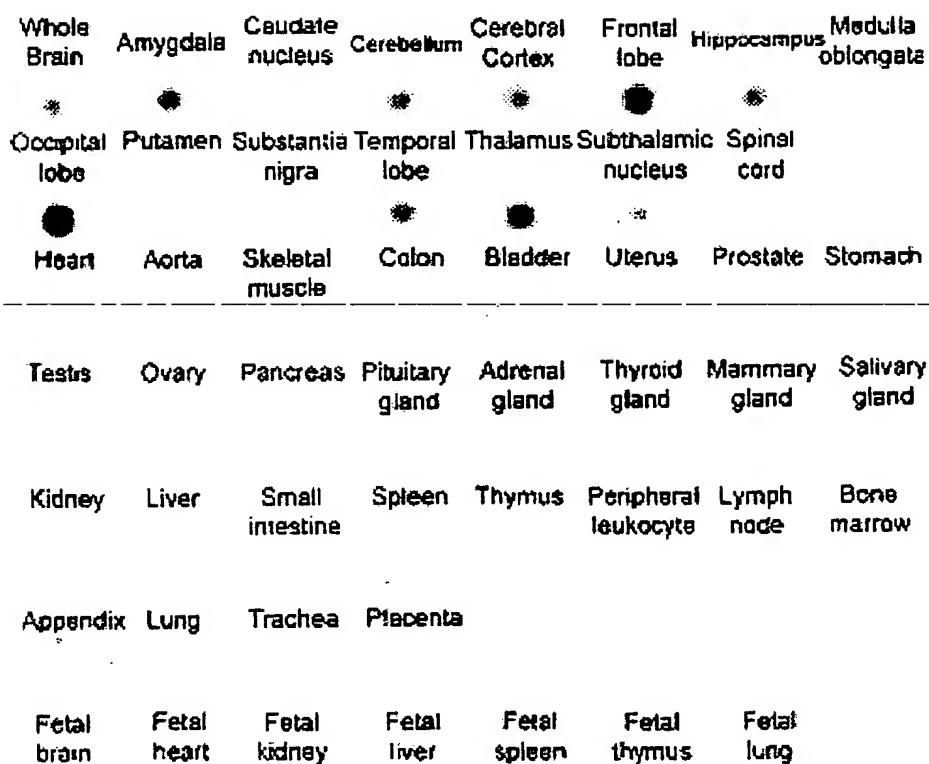 Whole Brain Amygdala Caudate nucleus Cerebellum Cerebral Cortex Frontal lobe Hippocampus Medulla oblongata
Occipital lobe Putamen Substantia nigra Temporal lobe Thalamus Subthalamic nucleus Spinal cord
Heart Aorta Skeletal muscle Colon Bladder Uterus Prostate Stomach
Testis Ovary Pancreas Pituitary gland Adrenal gland Thyroid gland Mammary gland Salivary gland
Kidney Liver Small intestine Spleen Thymus Peripheral leukocyte Lymph node Bone marrow
Appendix Lung Trachea Placenta
Fetal brain Fetal heart Fetal kidney Fetal liver Fetal spleen Fetal thymus Fetal lung